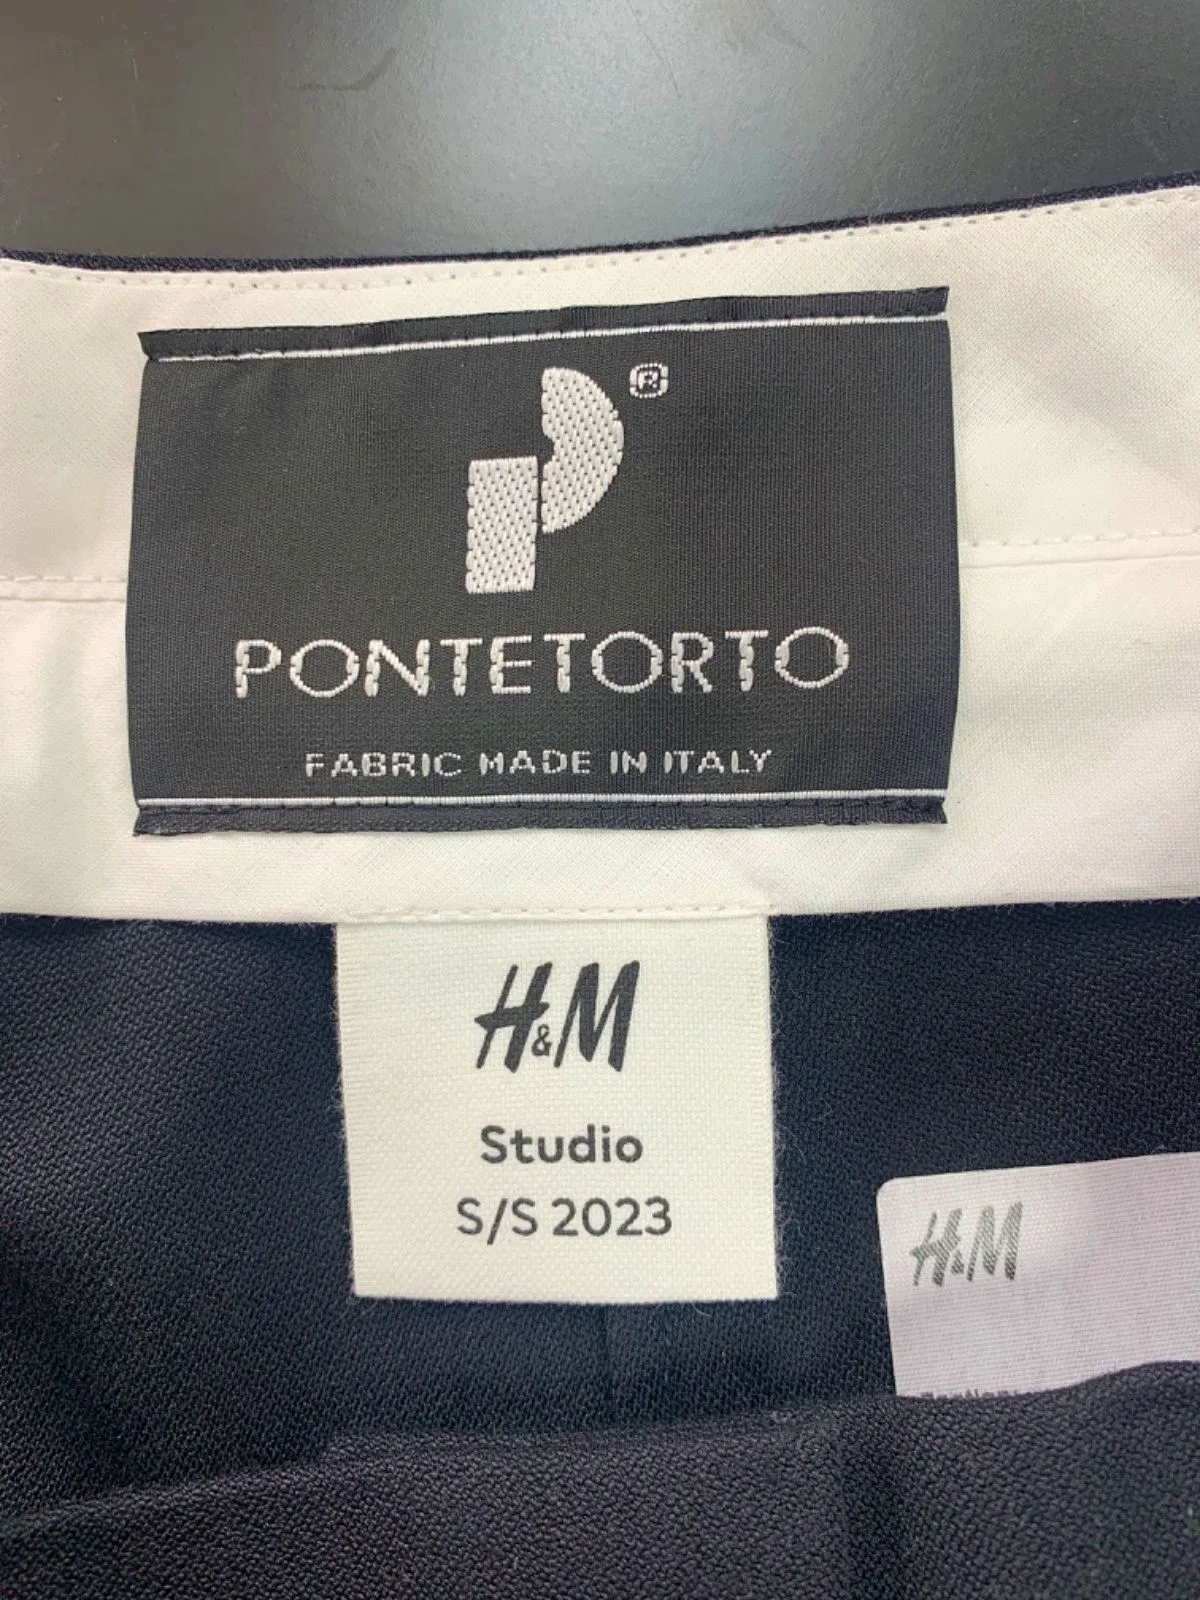 P®
PONTETORTO
FABRIC MADE IN ITALY
H&M
Studio
S/S 2023
H&M